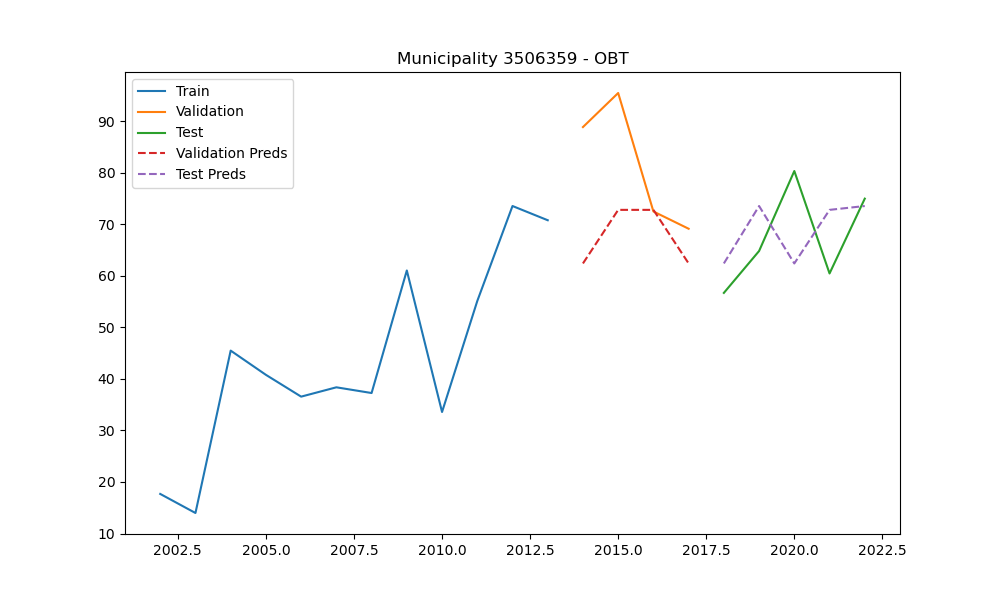 Municipality 3506359 - OBT
Train
Validation
Test
Validation Preds
Test Preds
90
80
70
60
50
40
30
20
10
2002.5 2005.0 2007.5 2010.0 2012.5 2015.0 2017.5 2020.0 2022.5